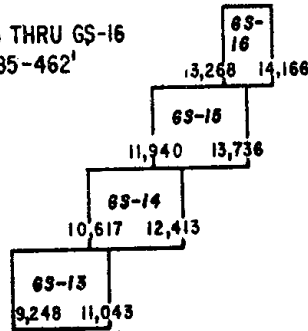 THRU GS-16
85-462'
GS-
16
13,268 14,166
GS-15
11,940 13,736
GS-14
10,617 12,413
GS-13
9,248 11,043